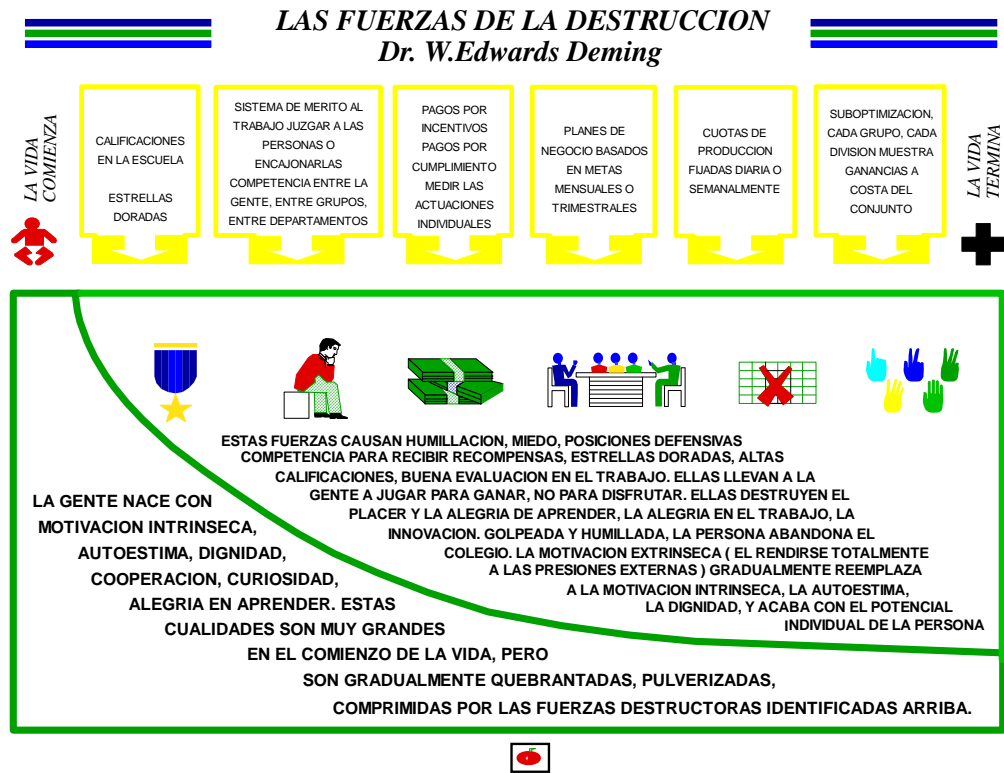 LAS FUERZAS DE LA DESTRUCCION
Dr. W.Edwards Deming
LA VIDA
COMIENZA
CALIFICACIONES
EN LA ESCUELA
ESTRELLAS
DORADAS
SISTEMA DE MERITO AL
TRABAJO JUZGAR A LAS
PERSONAS O
ENCAJONARLAS
COMPETENCIA ENTRE LA
GENTE, ENTRE GRUPOS,
ENTRE DEPARTAMENTOS
PAGOS POR
INCENTIVOS
PAGOS POR
CUMPLIMIENTO
MEDIR LAS
ACTUACIONES
INDIVIDUALES
PLANES DE
NEGOCIO BASADOS
EN METAS
MENSUALES O
TRIMESTRALES
CUOTAS DE
PRODUCCION
FIJADAS DIARIA O
SEMANALMENTE
SUBOPTIMIZACION,
CADA GRUPO, CADA
DIVISION MUESTRA
GANANCIAS A
COSTA DEL
CONJUNTO
LA VIDA
TERMINA
ESTAS FUERZAS CAUSAN HUMILLACION, MIEDO, POSICIONES DEFENSIVAS
COMPETENCIA PARA RECIBIR RECOMPENSAS, ESTRELLAS DORADAS, ALTAS
CALIFICACIONES, BUENA EVALUACION EN EL TRABAJO. ELLAS LLEVAN A LA
GENTE A JUGAR PARA GANAR, NO PARA DISFRUTAR. ELLAS DESTRUYEN EL
PLACER Y LA ALEGRIA DE APRENDER, LA ALEGRIA EN EL TRABAJO, LA
INNOVACION. GOLPEADA Y HUMILLADA, LA PERSONA ABANDONA EL
COLEGIO. LA MOTIVACION EXTRINSECA ( EL RENDIRSE TOTALMENTE
A LAS PRESIONES EXTERNAS ) GRADUALMENTE REEMPLAZA
A LA MOTIVACION INTRINSECA, LA AUTOESTIMA,
LA DIGNIDAD, Y ACABA CON EL POTENCIAL
INDIVIDUAL DE LA PERSONA
LA GENTE NACE CON
MOTIVACION INTRINSECA,
AUTOESTIMA, DIGNIDAD,
COOPERACION, CURIOSIDAD,
ALEGRIA EN APRENDER. ESTAS
CUALIDADES SON MUY GRANDES
EN EL COMIENZO DE LA VIDA, PERO
SON GRADUALMENTE QUEBRANTADAS, PULVERIZADAS,
COMPRIMIDAS POR LAS FUERZAS DESTRUCTORAS IDENTIFICADAS ARRIBA.